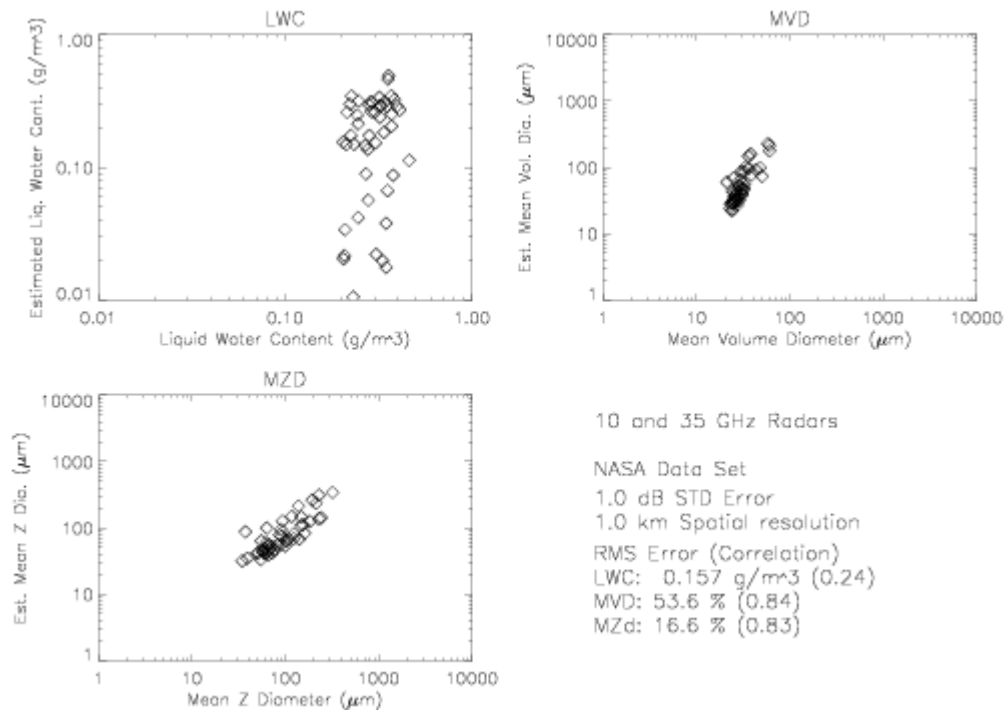 LWC
1.00
0.10
0.01
Estimated Liq. Water Cont. (g/m^3)
0.01 0.10 1.00
Liquid Water Content (g/m^3)
MVD
10000
1000
100
10
1
Est. Mean Vol. Dia. (μm)
1 10 100 1000 10000
Mean Volume Diameter (μm)
MZD
10000
1000
100
10
1
Est. Mean Z Dia. (μm)
1 10 100 1000 10000
Mean Z Diameter (μm)
10 and 35 GHz Radars
NASA Data Set
1.0 dB STD Error
1.0 km Spatial resolution
RMS Error (Correlation)
LWC: 0.157 g/m^3 (0.24)
MVD: 53.6 % (0.84)
MZd: 16.6 % (0.83)